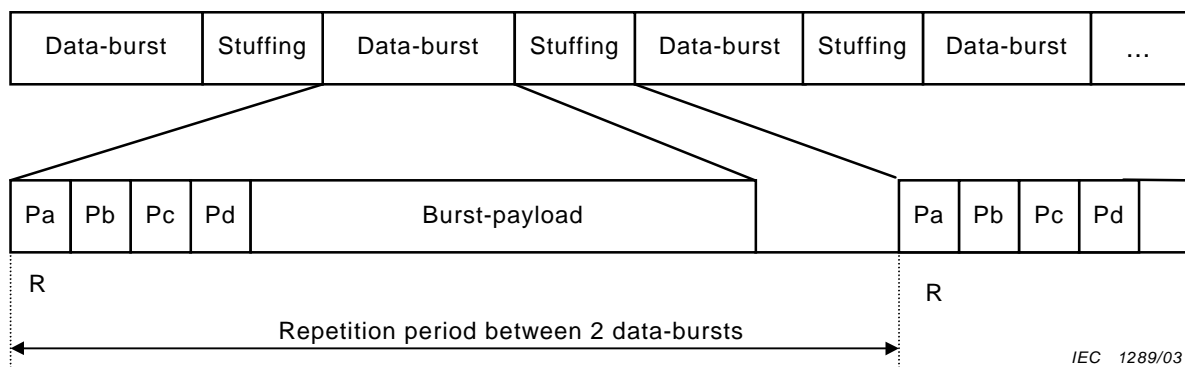 Data-burst Stuffing Data-burst Stuffing Data-burst Stuffing Data-burst ...
Pa Pb Pc Pd Burst-payload Pa Pb Pc Pd
R R
Repetition period between 2 data-bursts
IEC 1289/03